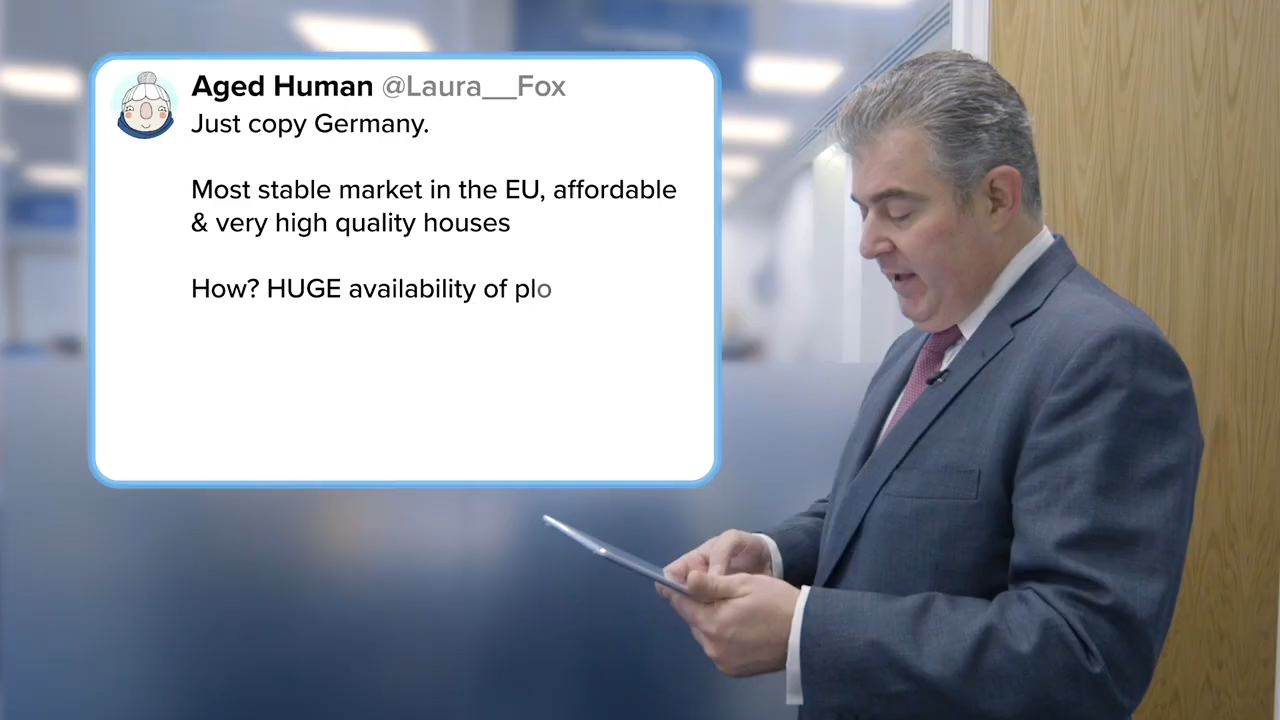 Aged Human @Laura__Fox
Just copy Germany.
Most stable market in the EU, affordable
& very high quality houses
How? HUGE availability of plo